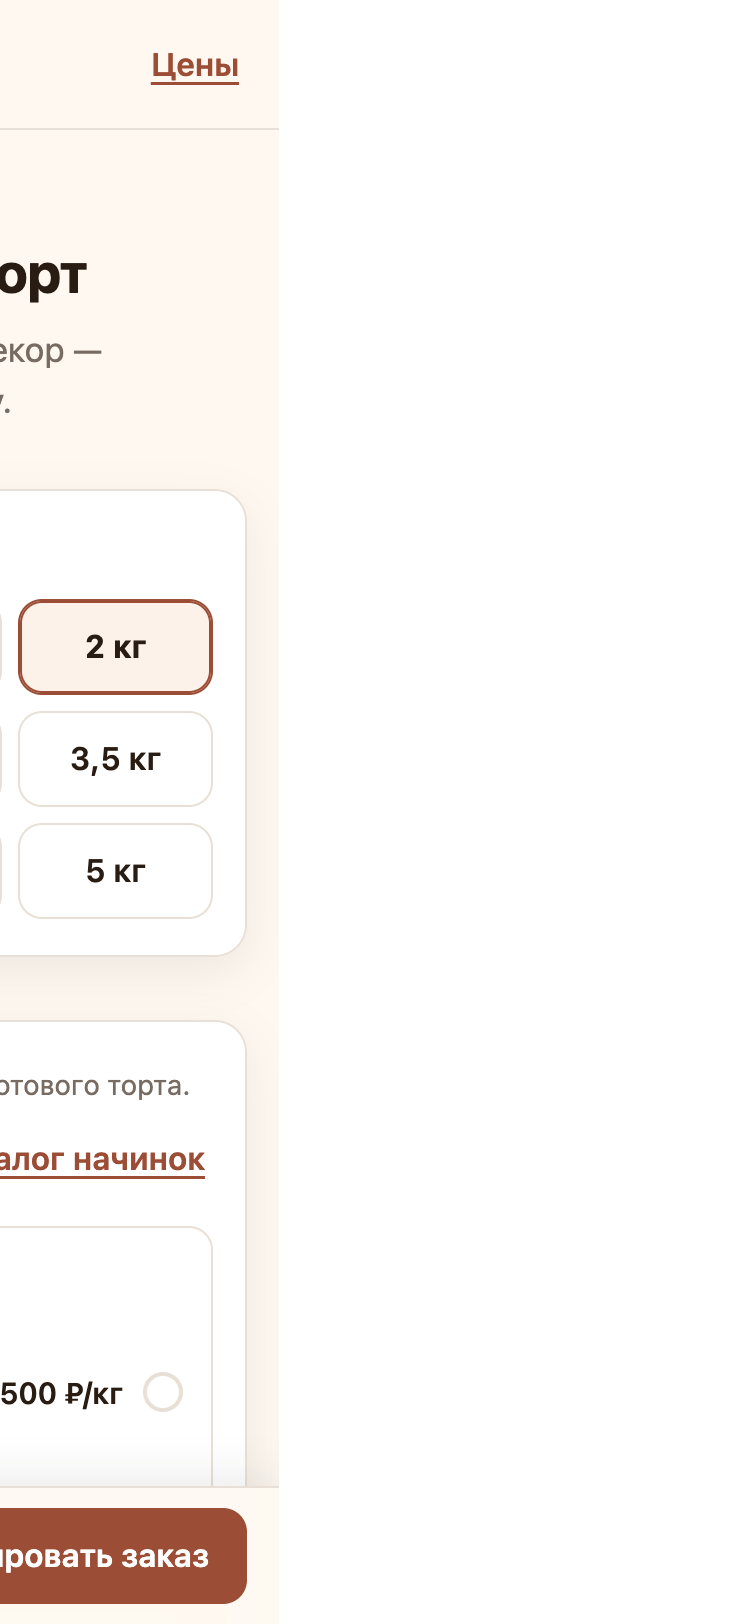 Цены
орт
екор —
.
2 кг
3,5 кг
5 кг
отового торта.
алог начинок
500 ₽/кг
ировать заказ